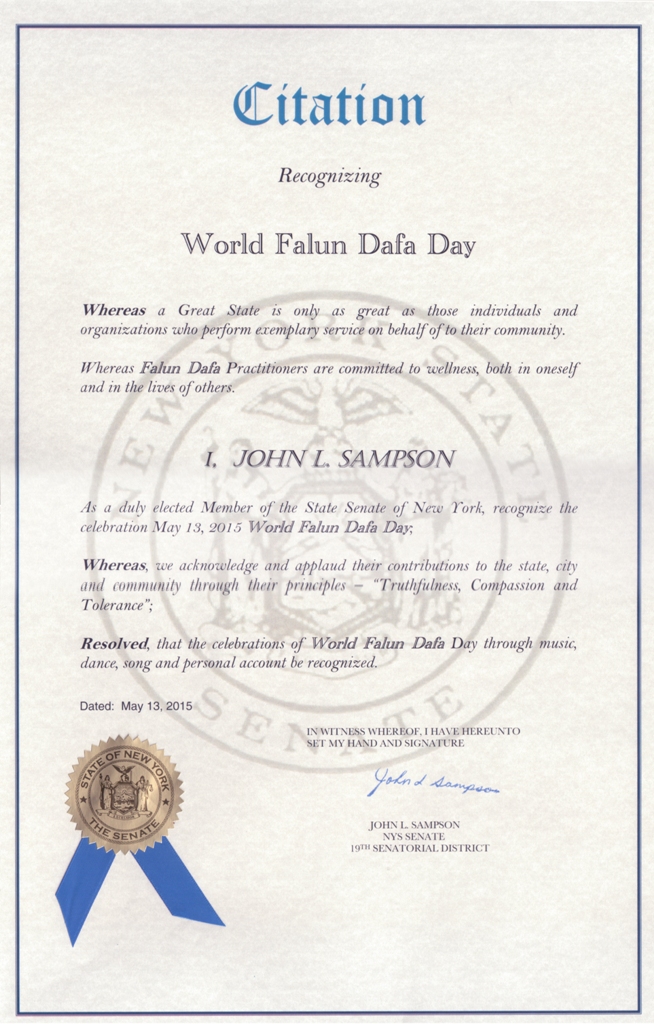 Citation
Recognizing
World Falun Dafa Day
Whereas a Great State is only as great as those individuals and
organizations who perform exemplary service on behalf of to their community.
Whereas Falun Dafa Practitioners are committed to wellness, both in oneself
and in the lives of others.
I, JOHN L. SAMPSON
As a duly elected Member of the State Senate of New York, recognize the
celebration May 13, 2015 World Falun Dafa Day;
Whereas, we acknowledge and applaud their contributions to the state, city
and community through their principles – "Truthfulness, Compassion and
Tolerance";
Resolved, that the celebrations of World Falun Dafa Day through music,
dance, song and personal account be recognized.
Dated: May 13, 2015
IN WITNESS WHEREOF, I HAVE HEREUNTO
SET MY HAND AND SIGNATURE
John L Sampson
JOHN L. SAMPSON
NYS SENATE
19TH SENATORIAL DISTRICT
STATE OF NEW YORK
THE SENATE
NEW YORK STATE
SENATE